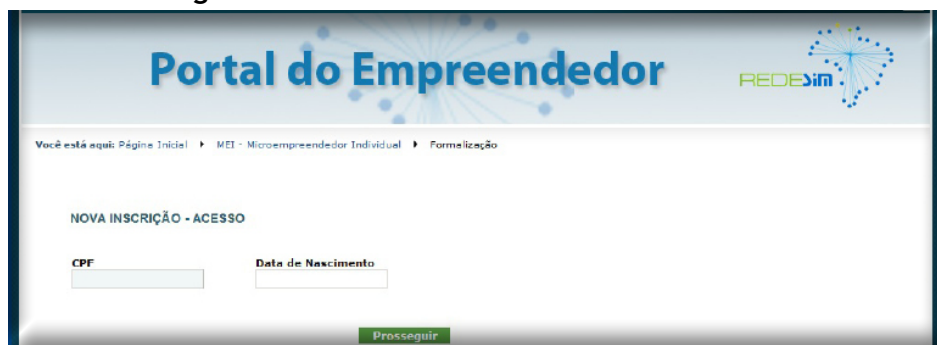 Portal do Empreendedor
REDESIM
Você está aqui: Página Inicial ▸ MEI - Microempreendedor Individual ▸ Formalização
NOVA INSCRIÇÃO - ACESSO
CPF Data de Nascimento
Prosseguir